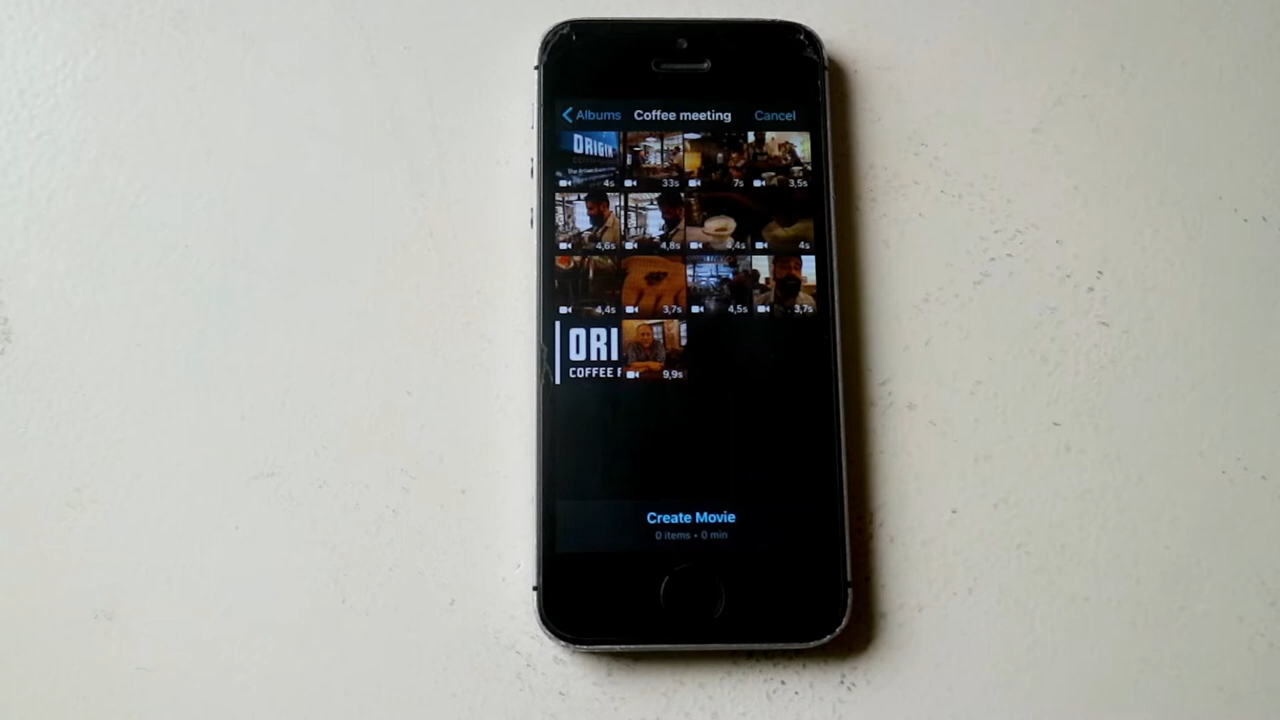 Albums Coffee meeting Cancel
ORIGIN
4s 33s 7s 3,5s
4,6s 4,8s 4,4s 4s
4,4s 3,7s 4,5s 3,7s
ORI
COFFEE
9,9s
Create Movie
0 items • 0 min